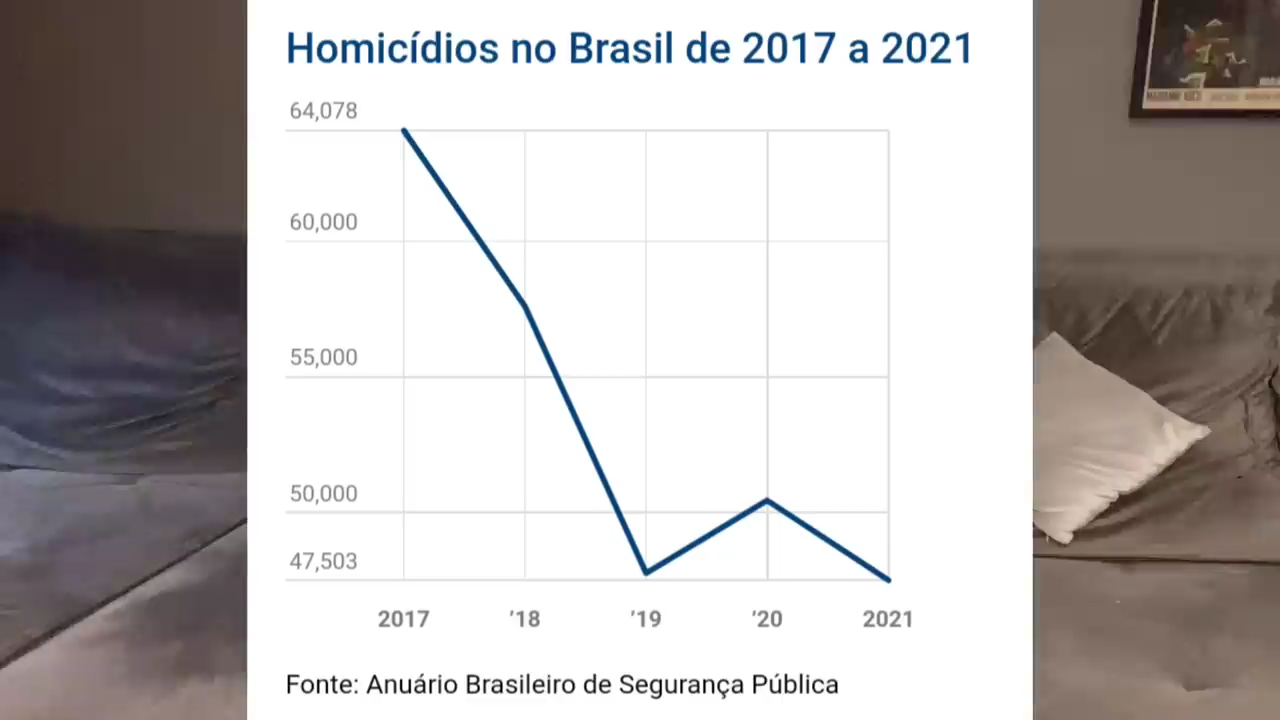 Homicídios no Brasil de 2017 a 2021
64,078
60,000
55,000
50,000
47,503
2017 ’18 ’19 ’20 2021
Fonte: Anuário Brasileiro de Segurança Pública